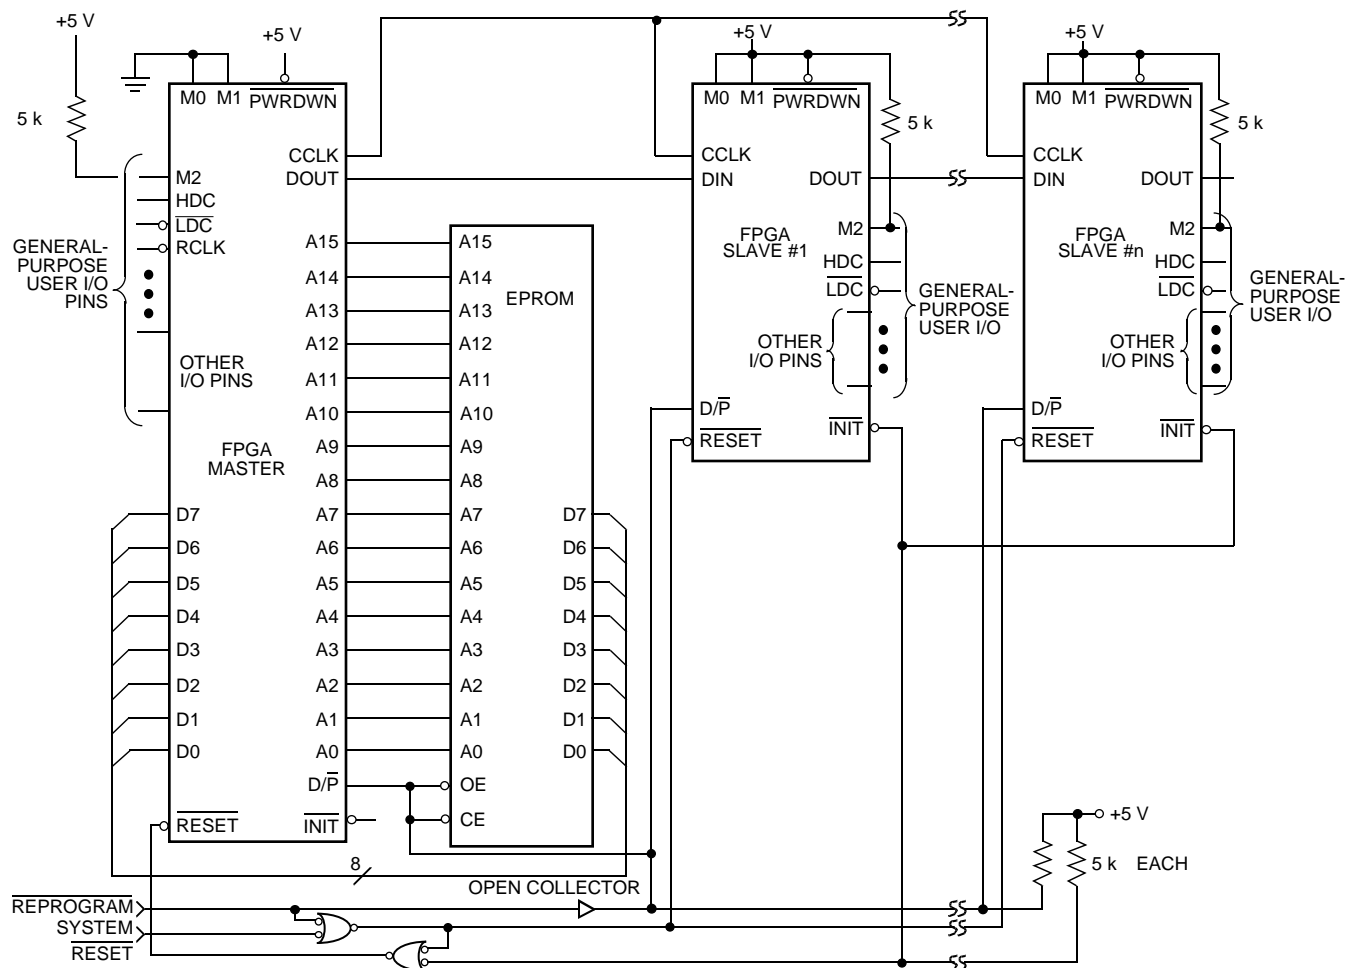 +5 V
+5 V
+5 V
+5 V
M0
M1
PWRDWN
M0
M1
PWRDWN
M0
M1
PWRDWN
5 k
5 k
5 k
CCLK
DOUT
CCLK
DIN
DOUT
CCLK
DIN
DOUT
M2
HDC
LDC
RCLK
GENERAL-
PURPOSE
USER I/O
PINS
OTHER
I/O PINS
FPGA
MASTER
A15
A14
A13
A12
A11
A10
A9
A8
A7
A6
A5
A4
A3
A2
A1
A0
D/P
INIT
D7
D6
D5
D4
D3
D2
D1
D0
RESET
EPROM
A15
A14
A13
A12
A11
A10
A9
A8
A7
A6
A5
A4
A3
A2
A1
A0
OE
CE
D7
D6
D5
D4
D3
D2
D1
D0
FPGA
SLAVE #1
M2
HDC
LDC
OTHER
I/O PINS
GENERAL-
PURPOSE
USER I/O
D/P
RESET
INIT
FPGA
SLAVE #n
M2
HDC
LDC
OTHER
I/O PINS
GENERAL-
PURPOSE
USER I/O
D/P
RESET
INIT
+5 V
5 k EACH
8
OPEN COLLECTOR
REPROGRAM
SYSTEM
RESET